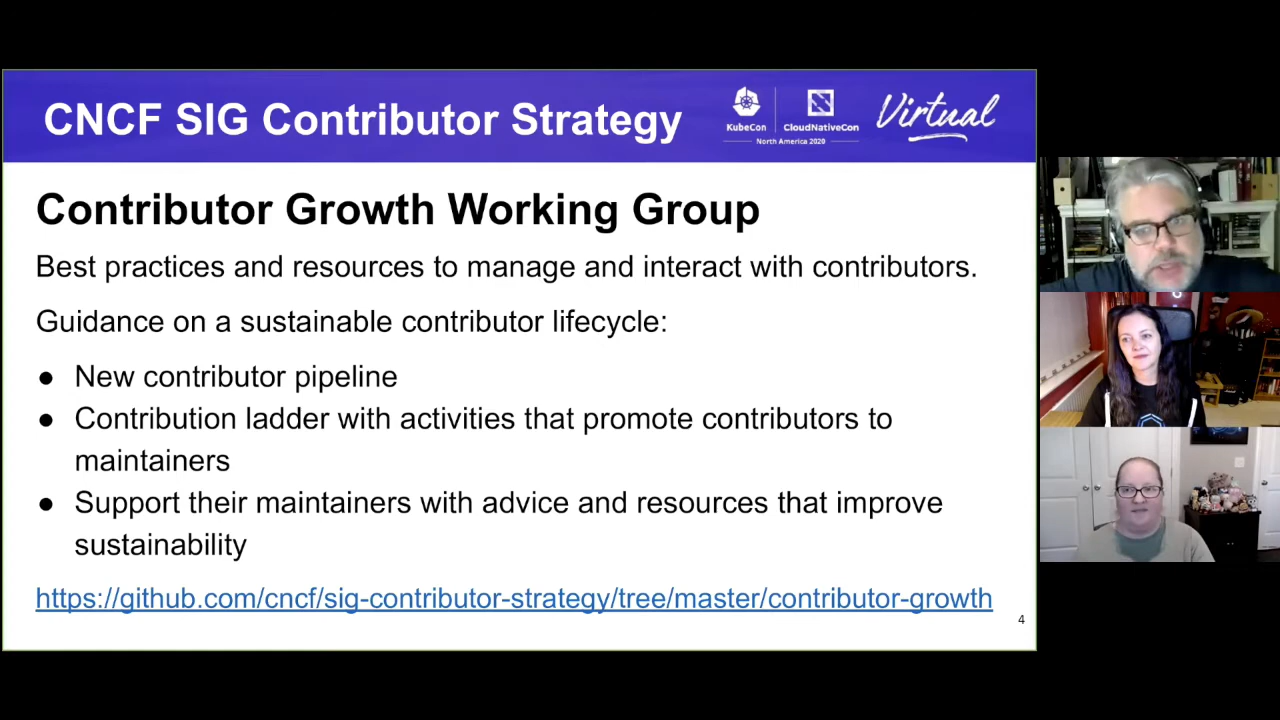 CNCF SIG Contributor Strategy
KubeCon
CloudNativeCon
North America 2020
Virtual
Contributor Growth Working Group
Best practices and resources to manage and interact with contributors.
Guidance on a sustainable contributor lifecycle:
● New contributor pipeline
● Contribution ladder with activities that promote contributors to
maintainers
● Support their maintainers with advice and resources that improve
sustainability
https://github.com/cncf/sig-contributor-strategy/tree/master/contributor-growth
4